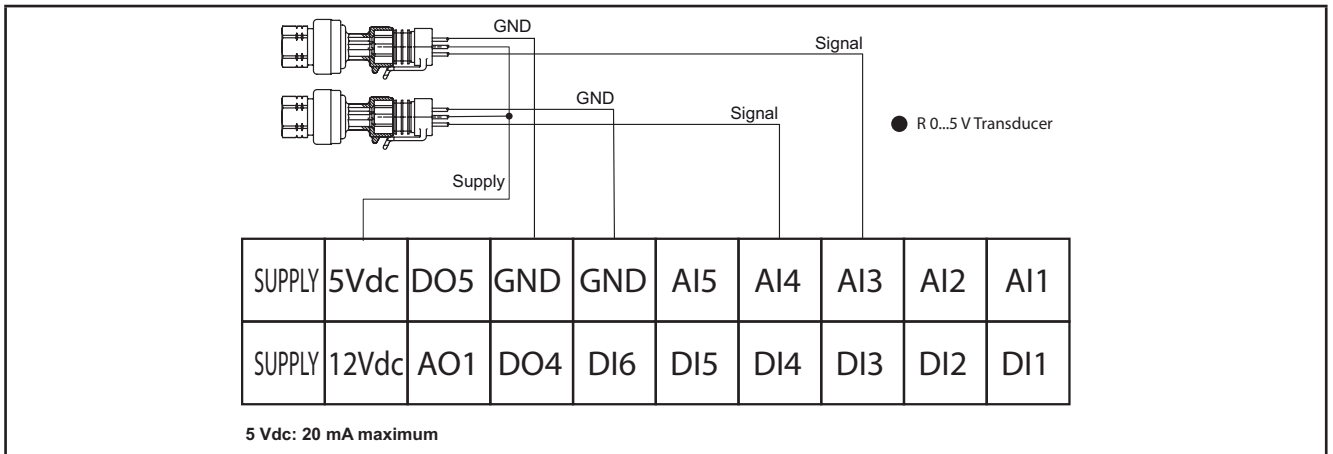 GND
Signal
GND
Signal
R 0...5 V Transducer
Supply
SUPPLY 5Vdc DO5 GND GND AI5 AI4 AI3 AI2 AI1
SUPPLY 12Vdc AO1 DO4 DI6 DI5 DI4 DI3 DI2 DI1
5 Vdc: 20 mA maximum